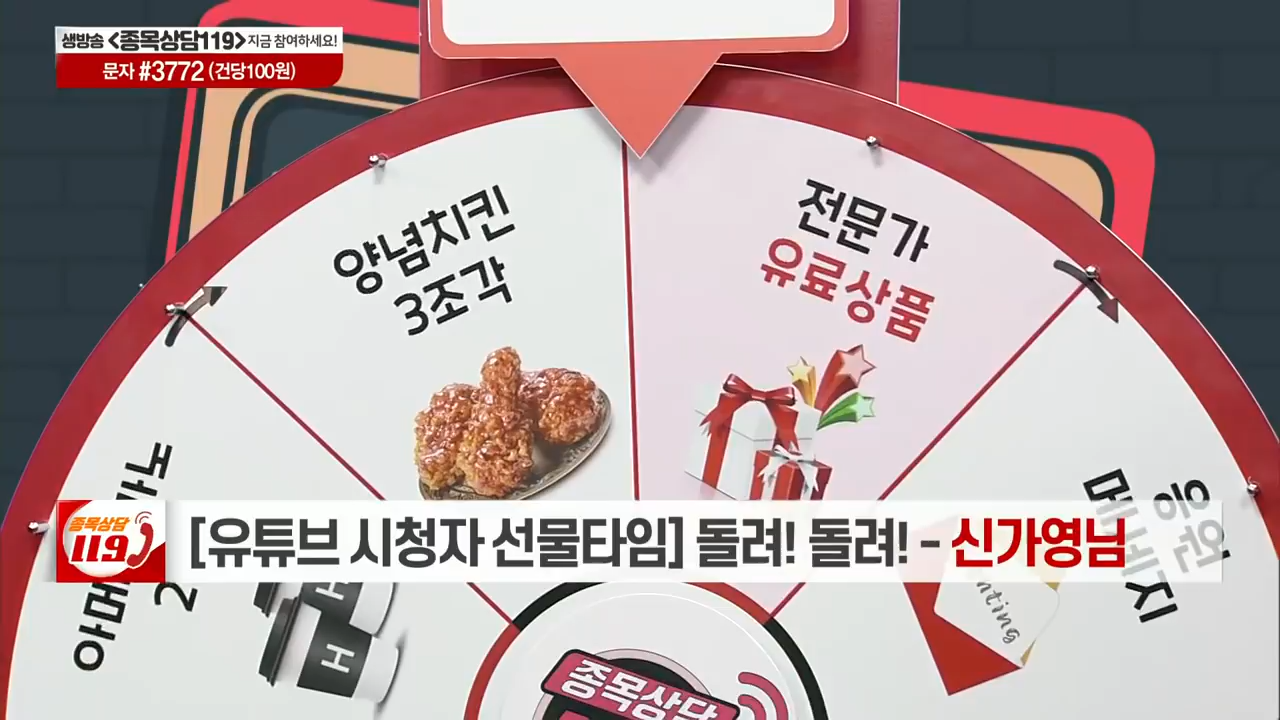 생방송 <종목상담119> 지금 참여하세요!
문자 #3772 (건당100원)
양념치킨
3조각
전문가
유료상품
종목상담
119
[유튜브 시청자 선물타임] 돌려! 돌려! - 신가영님
응원
H
H
종목상담